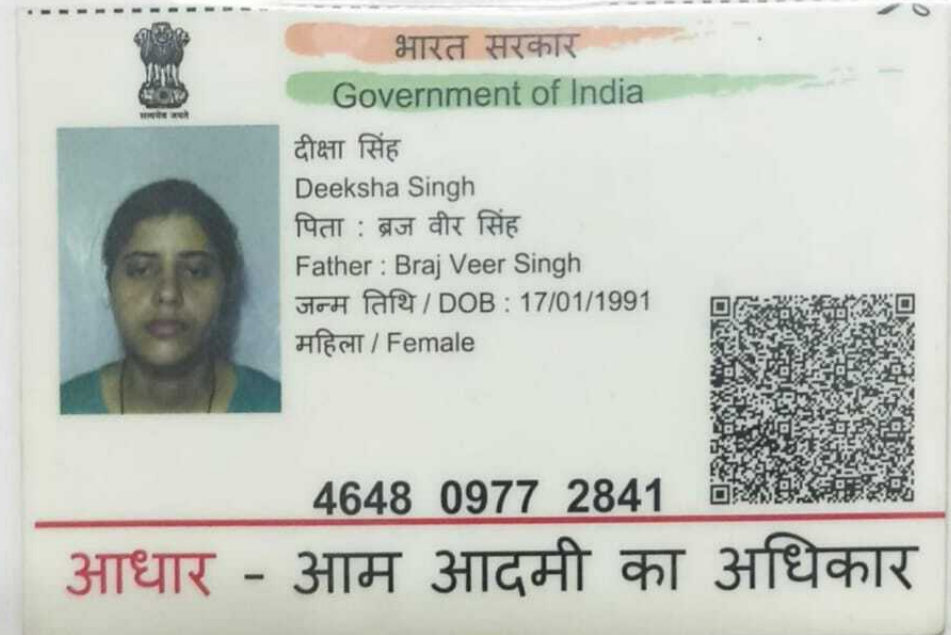 भारत सरकार
Government of India
सत्यमेव जयते
दीक्षा सिंह
Deeksha Singh
पिता : ब्रज वीर सिंह
Father : Braj Veer Singh
जन्म तिथि / DOB : 17/01/1991
महिला / Female
4648 0977 2841
आधार - आम आदमी का अधिकार